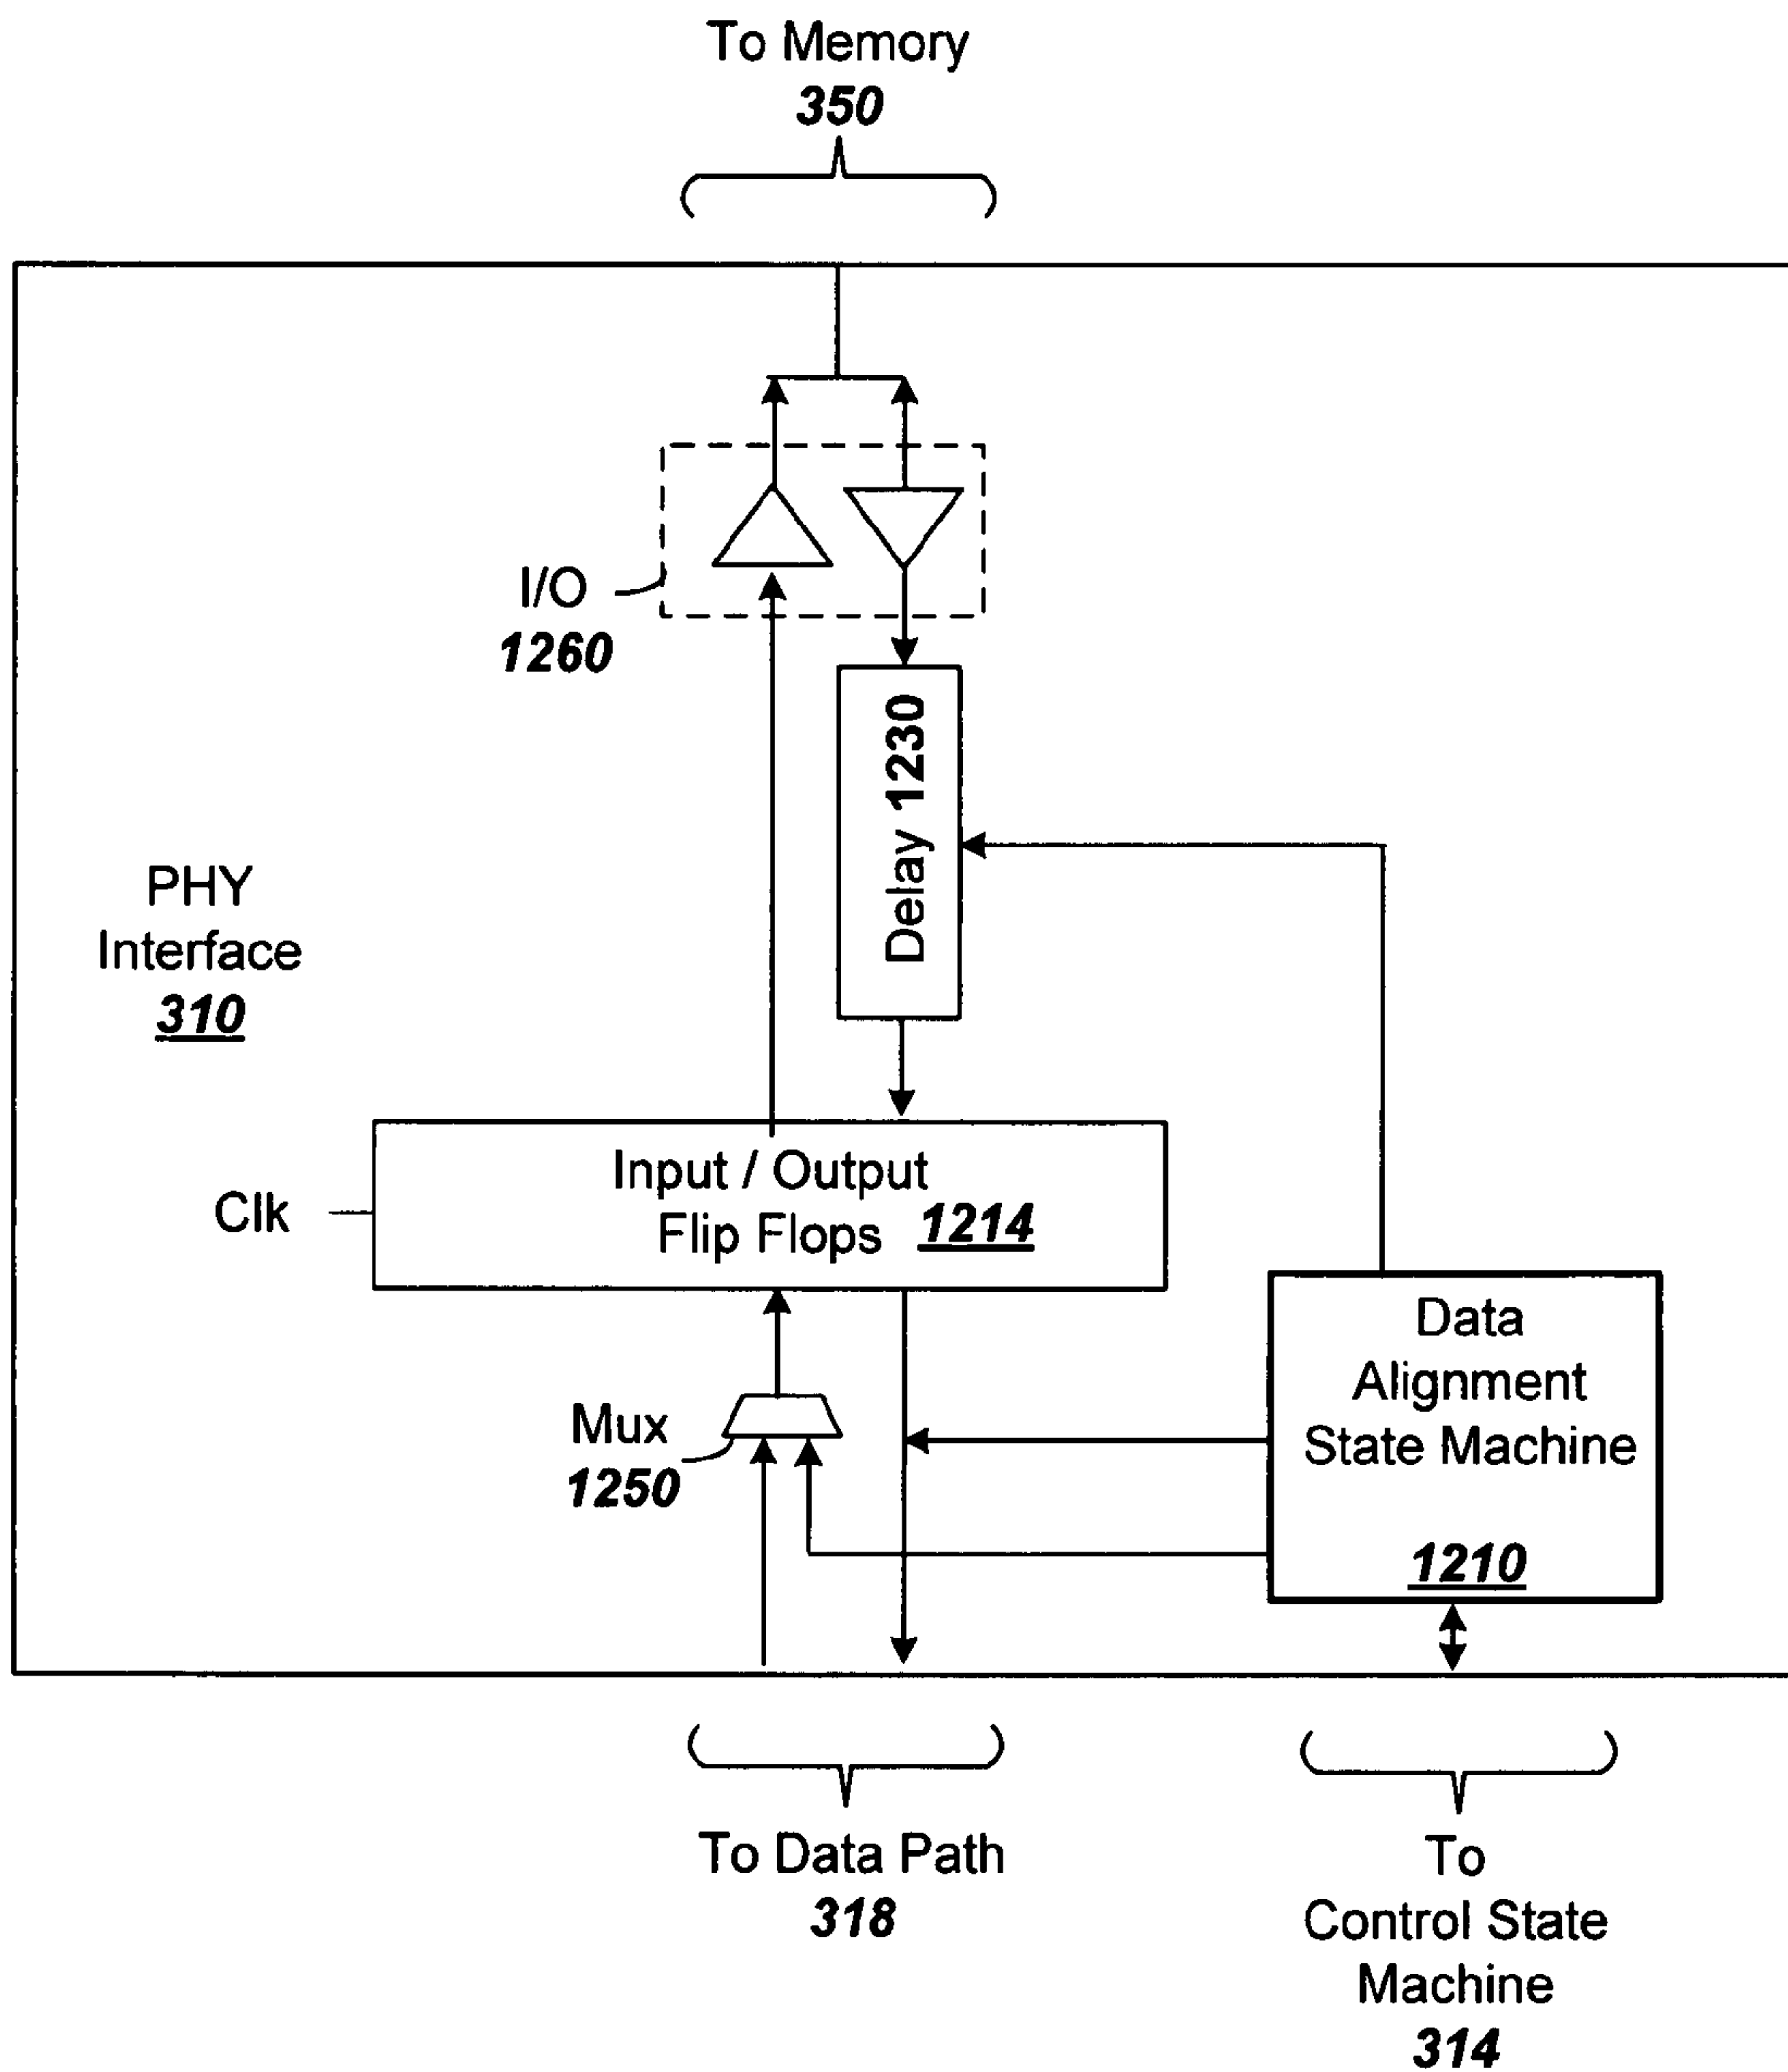 To Memory
350
I/O
1260
Delay 1230
PHY
Interface
310
Input / Output
Flip Flops 1214
Clk
Data
Alignment
State Machine
1210
Mux
1250
To Data Path
318
To
Control State
Machine
314